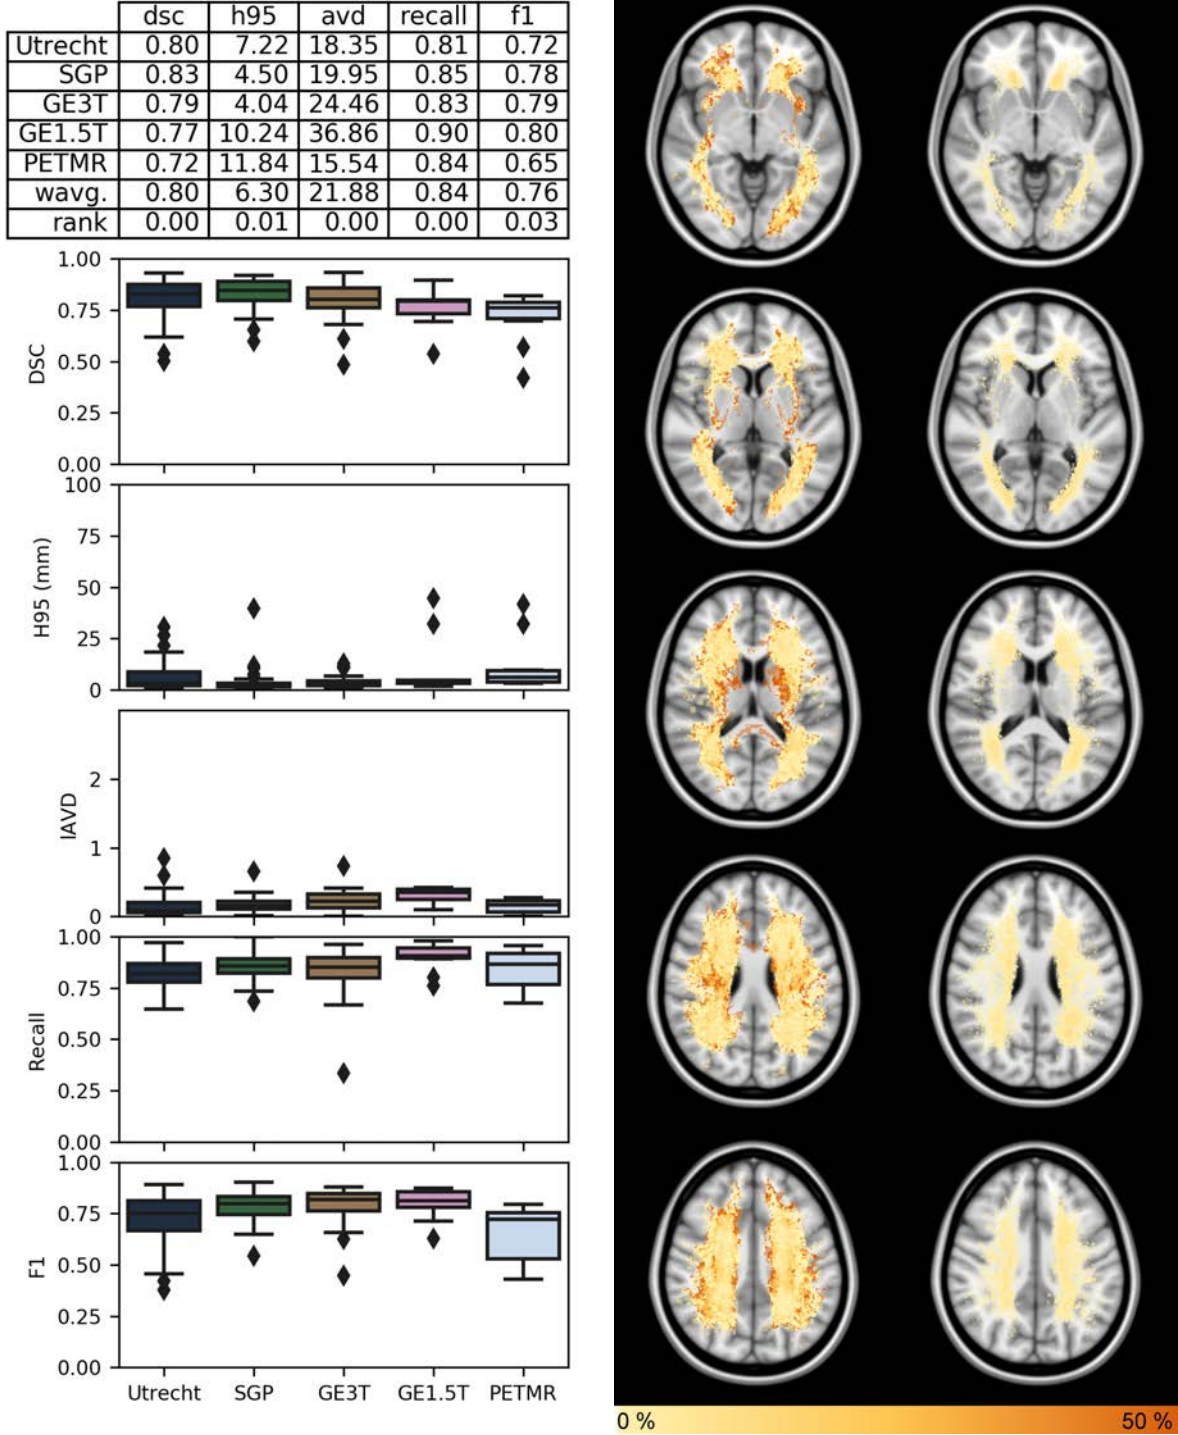 dsc h95 avd recall f1
Utrecht 0.80 7.22 18.35 0.81 0.72
SGP 0.83 4.50 19.95 0.85 0.78
GE3T 0.79 4.04 24.46 0.83 0.79
GE1.5T 0.77 10.24 36.86 0.90 0.80
PETMR 0.72 11.84 15.54 0.84 0.65
wavg. 0.80 6.30 21.88 0.84 0.76
rank 0.00 0.01 0.00 0.00 0.03
DSC
1.00
0.75
0.50
0.25
0.00
H95 (mm)
100
75
50
25
0
lAVD
2
1
0
Recall
1.00
0.75
0.50
0.25
0.00
F1
1.00
0.75
0.50
0.25
0.00
Utrecht SGP GE3T GE1.5T PETMR
0 % 50 %